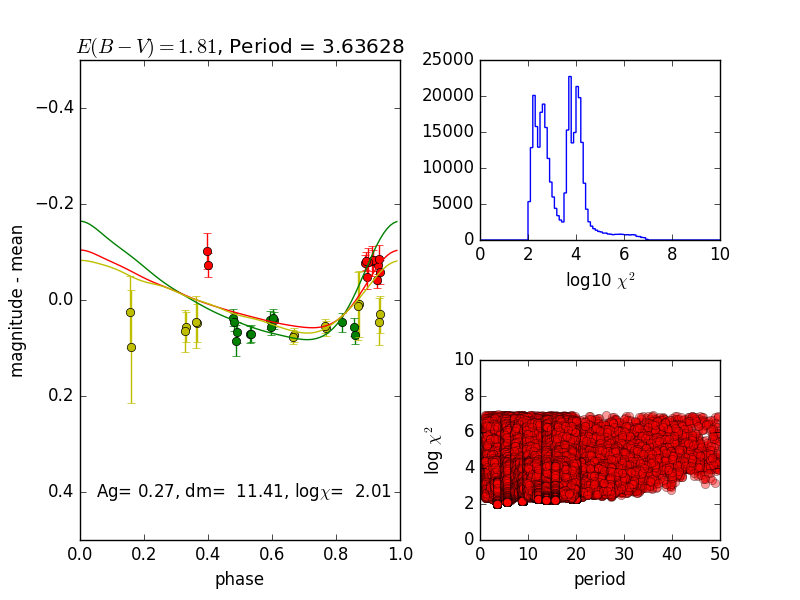 E(B − V) = 1.81, Period = 3.63628
−0.4
−0.2
0.0
0.2
0.4
magnitude - mean
Ag= 0.27, dm= 11.41, logχ= 2.01
0.0 0.2 0.4 0.6 0.8 1.0
phase
25000
20000
15000
10000
5000
0
0 2 4 6 8 10
log10 χ²
10
8
6
4
2
0
log χ²
0 10 20 30 40 50
period